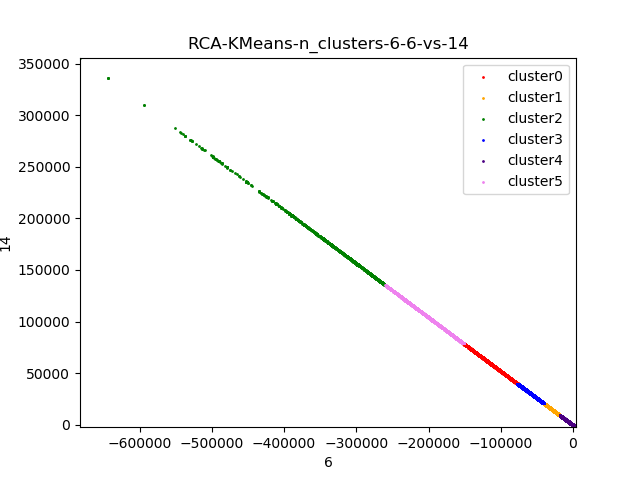 RCA-KMeans-n_clusters-6-6-vs-14
350000
300000
250000
200000
150000
100000
50000
0
14
cluster0
cluster1
cluster2
cluster3
cluster4
cluster5
−600000 −500000 −400000 −300000 −200000 −100000 0
6